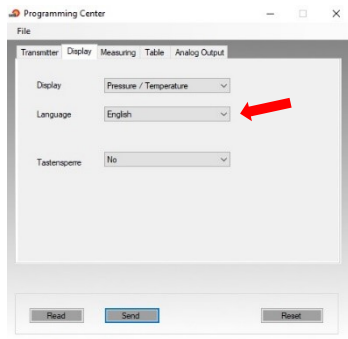 Programming Center
File
Transmitter Display Measuring Table Analog Output
Display Pressure / Temperature
Language English
Tastensperre No
Read Send Reset